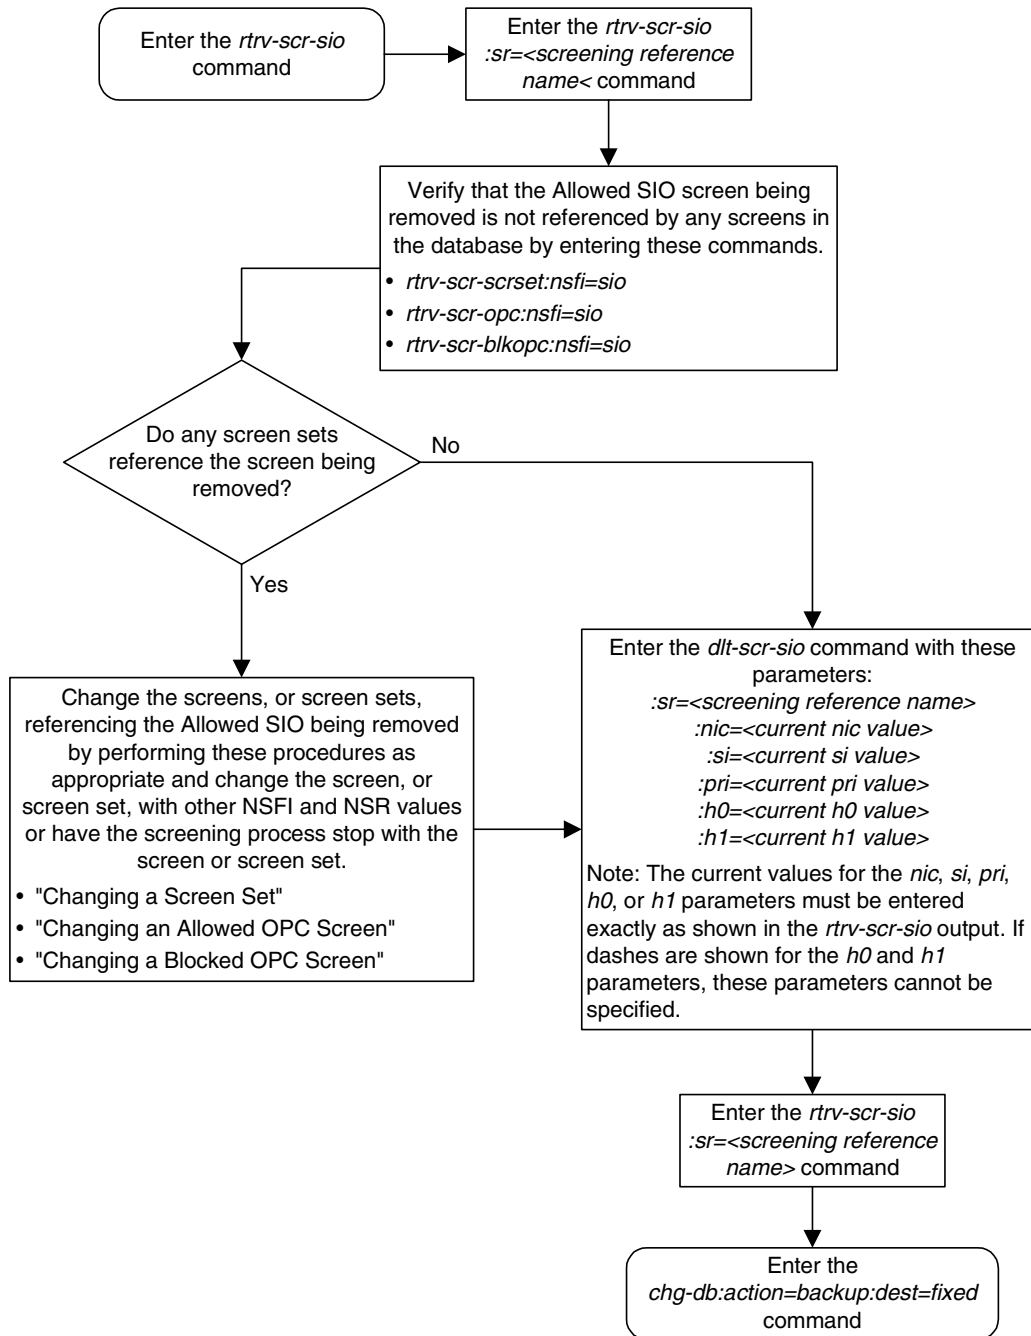 Enter the rtrv-scr-sio
command
Enter the rtrv-scr-sio
:sr=<screening reference
name< command
Verify that the Allowed SIO screen being
removed is not referenced by any screens in
the database by entering these commands.
• rtrv-scr-scrset:nsfi=sio
• rtrv-scr-opc:nsfi=sio
• rtrv-scr-blkopc:nsfi=sio
Do any screen sets
reference the screen being
removed?
No
Yes
Change the screens, or screen sets,
referencing the Allowed SIO being removed
by performing these procedures as
appropriate and change the screen, or
screen set, with other NSFI and NSR values
or have the screening process stop with the
screen or screen set.
• "Changing a Screen Set"
• "Changing an Allowed OPC Screen"
• "Changing a Blocked OPC Screen"
Enter the dlt-scr-sio command with these
parameters:
:sr=<screening reference name>
:nic=<current nic value>
:si=<current si value>
:pri=<current pri value>
:h0=<current h0 value>
:h1=<current h1 value>
Note: The current values for the nic, si, pri,
h0, or h1 parameters must be entered
exactly as shown in the rtrv-scr-sio output. If
dashes are shown for the h0 and h1
parameters, these parameters cannot be
specified.
Enter the rtrv-scr-sio
:sr=<screening reference
name> command
Enter the
chg-db:action=backup:dest=fixed
command